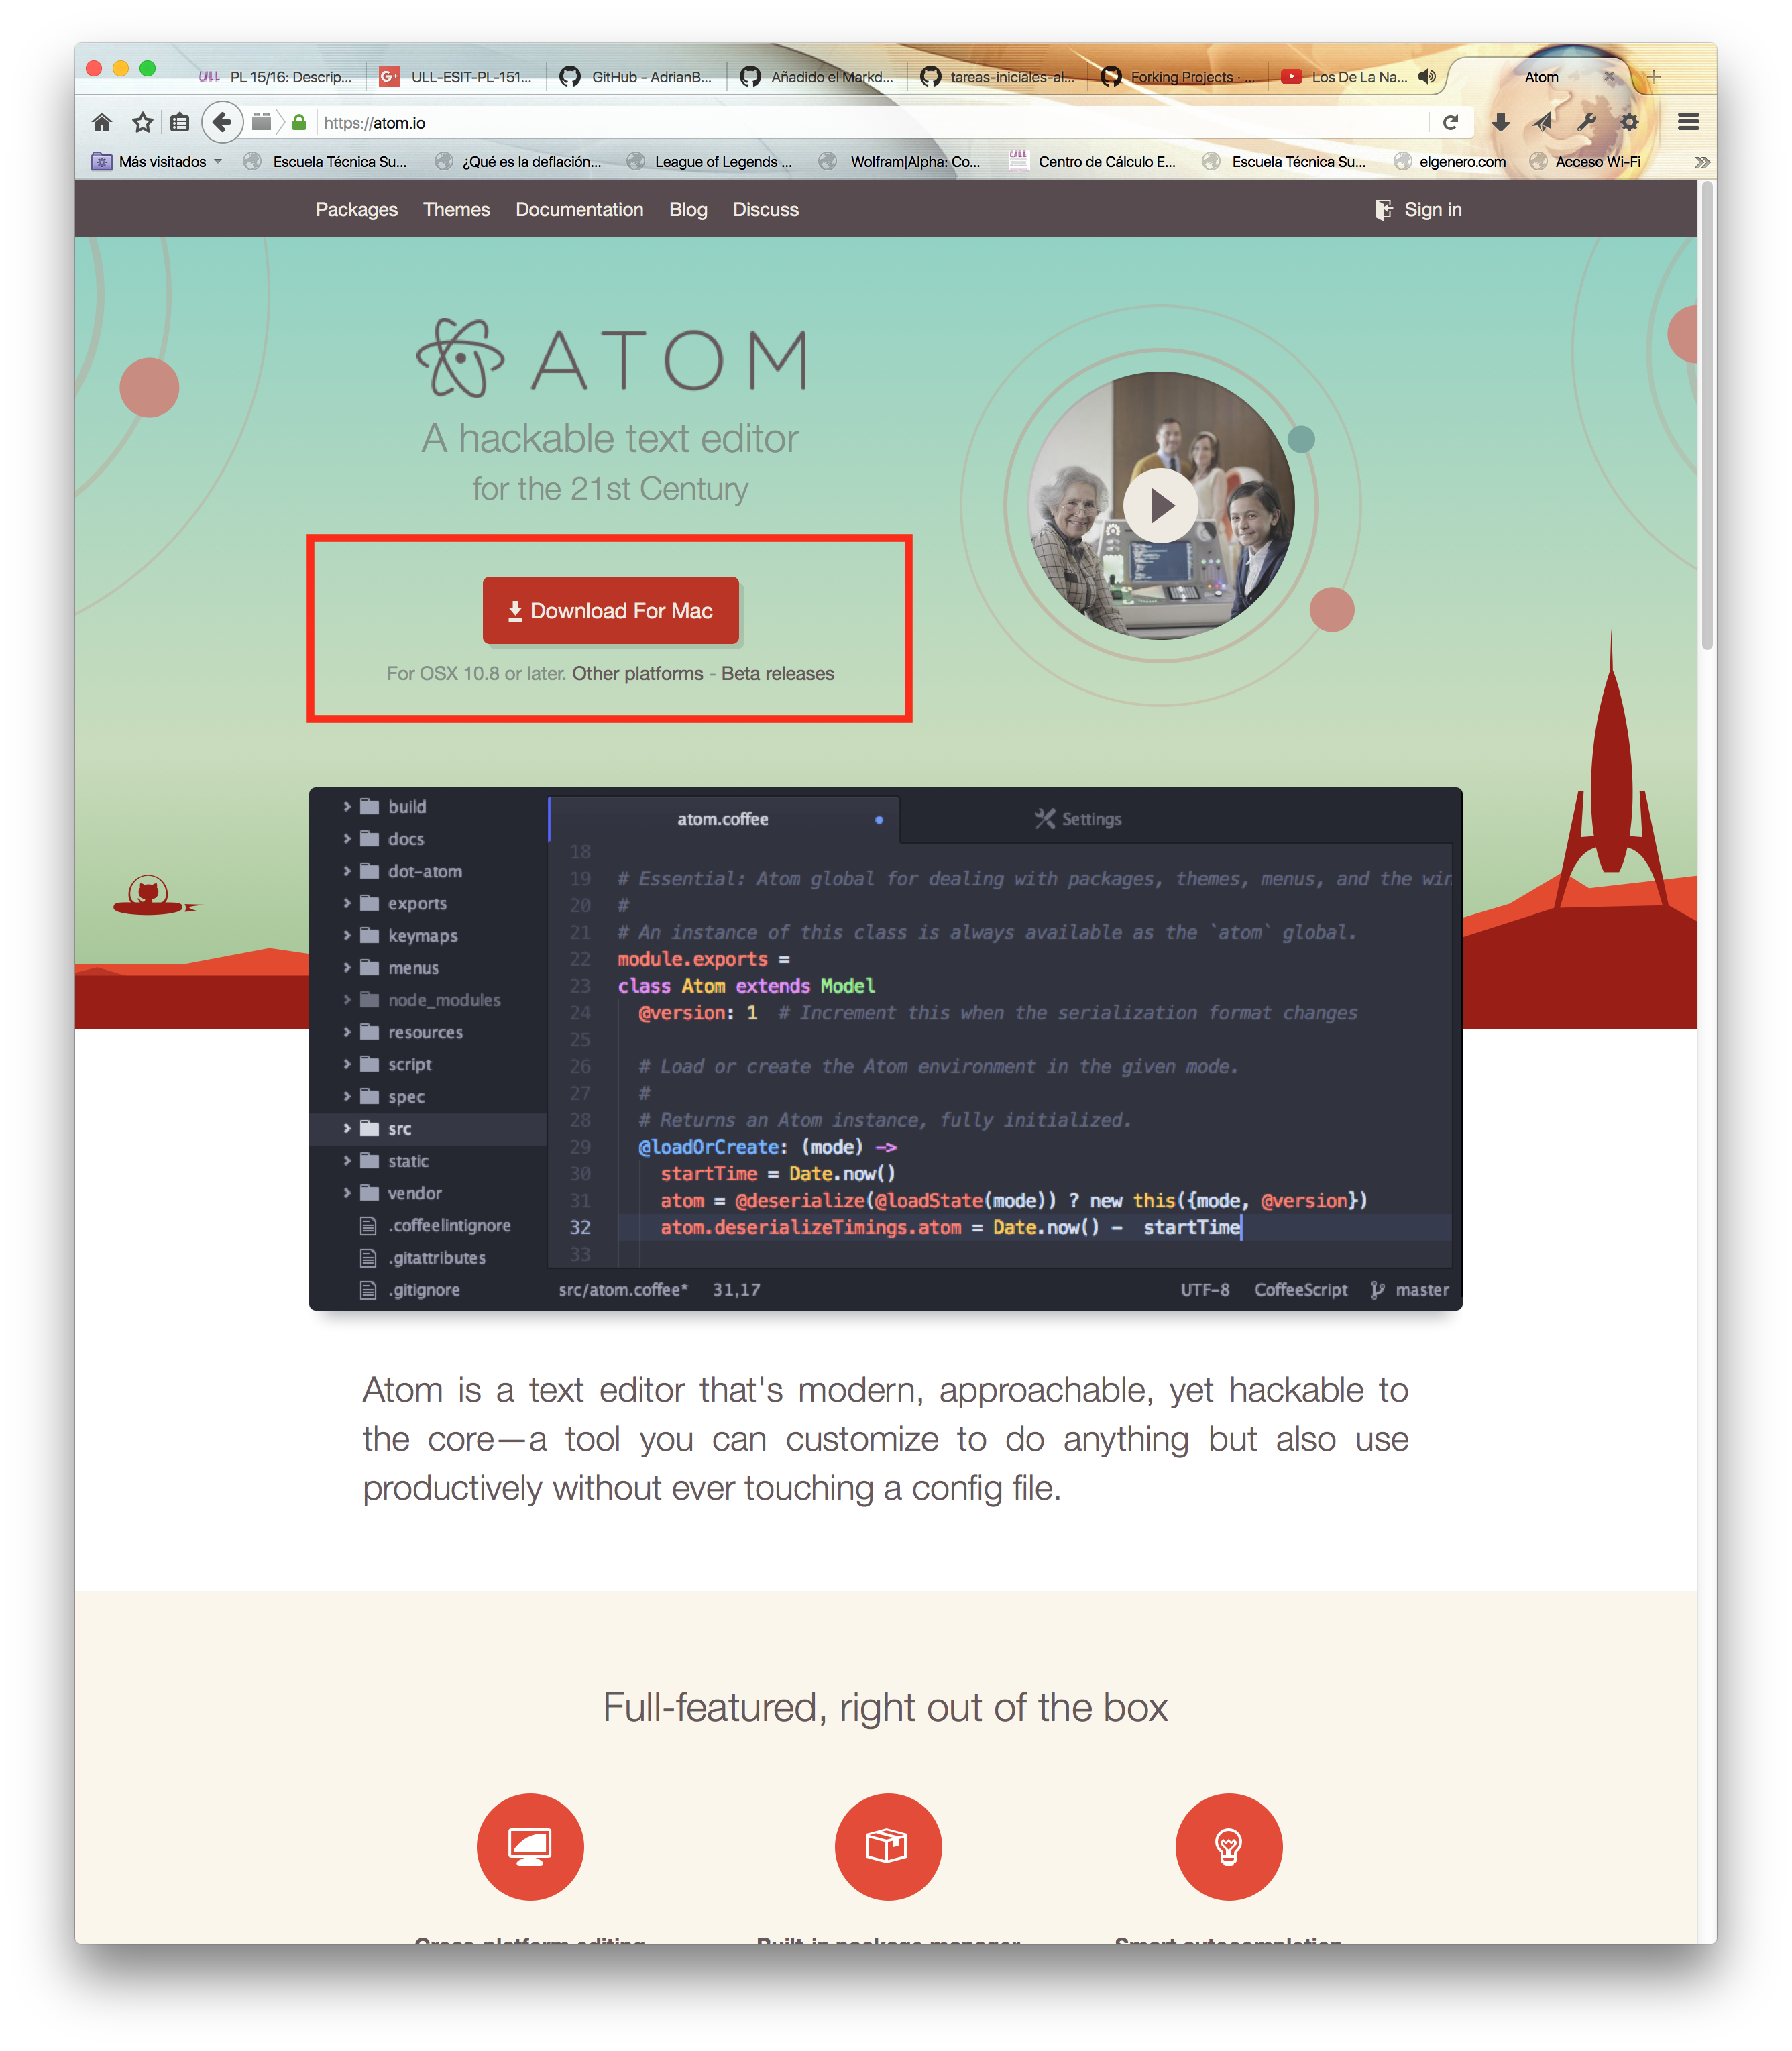 ULL PL 15/16: Descrip...
G+ ULL-ESIT-PL-151...
GitHub - AdrianB...
Añadido el Markd...
tareas-iniciales-al...
Forking Projects · ...
Los De La Na...
Atom
https://atom.io
Más visitados
Escuela Técnica Su...
¿Qué es la deflación...
League of Legends ...
Wolfram|Alpha: Co...
ULL Centro de Cálculo E...
Escuela Técnica Su...
elgenero.com
Acceso Wi-Fi
Packages Themes Documentation Blog Discuss
Sign in
ATOM
A hackable text editor
for the 21st Century
Download For Mac
For OSX 10.8 or later. Other platforms - Beta releases
build
docs
dot-atom
exports
keymaps
menus
node_modules
resources
script
spec
src
static
vendor
.coffeelintignore
.gitattributes
.gitignore
atom.coffee
Settings
18
19 # Essential: Atom global for dealing with packages, themes, menus, and the win
20 #
21 # An instance of this class is always available as the `atom` global.
22 module.exports =
23 class Atom extends Model
24 @version: 1 # Increment this when the serialization format changes
25
26 # Load or create the Atom environment in the given mode.
27 #
28 # Returns an Atom instance, fully initialized.
29 @loadOrCreate: (mode) ->
30 startTime = Date.now()
31 atom = @deserialize(@loadState(mode)) ? new this({mode, @version})
32 atom.deserializeTimings.atom = Date.now() - startTime
33
src/atom.coffee* 31,17
UTF-8 CoffeeScript master
Atom is a text editor that's modern, approachable, yet hackable to
the core—a tool you can customize to do anything but also use
productively without ever touching a config file.
Full-featured, right out of the box
Cross-platform editing
Built-in package manager
Smart autocompletion